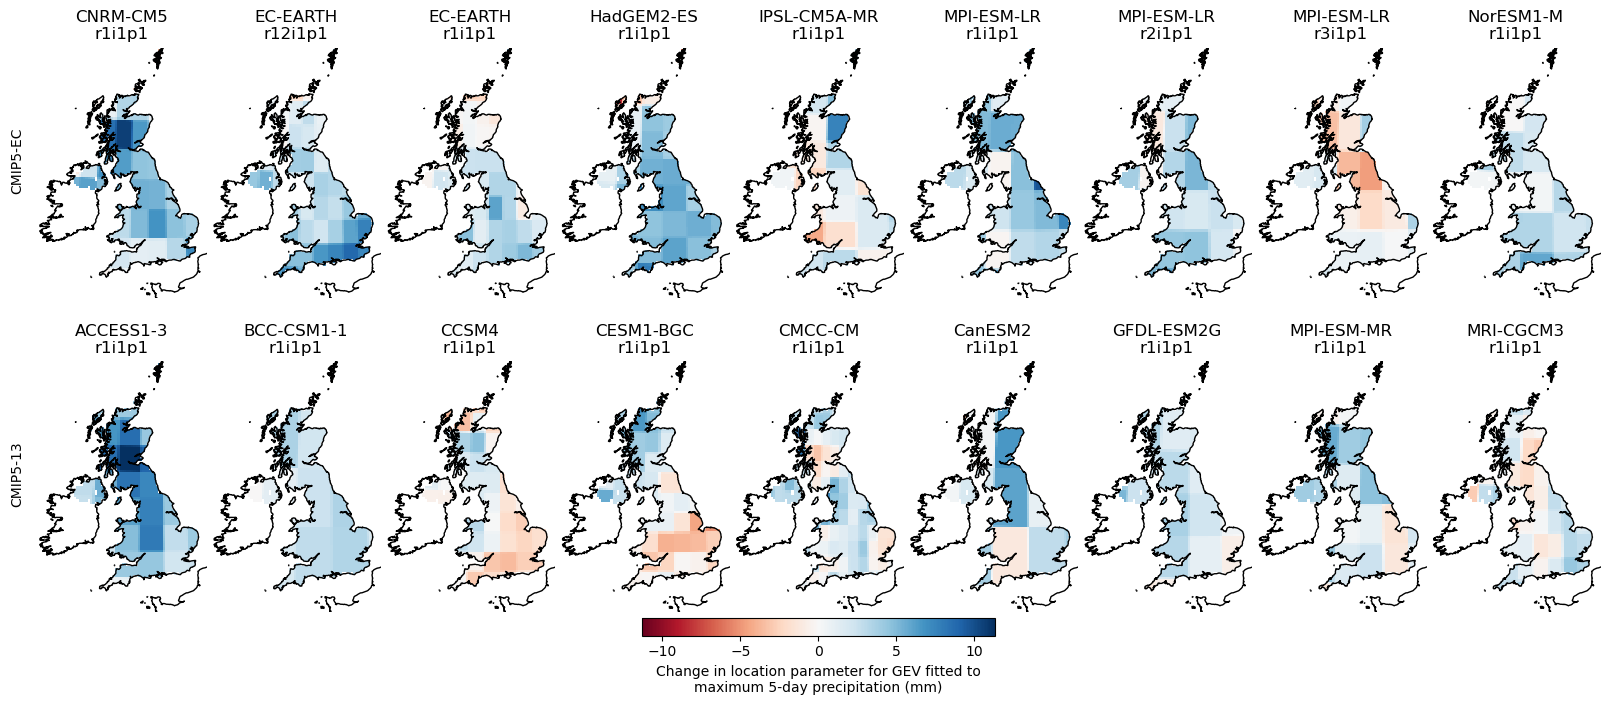 CNRM-CM5 EC-EARTH EC-EARTH HadGEM2-ES IPSL-CM5A-MR MPI-ESM-LR MPI-ESM-LR MPI-ESM-LR NorESM1-M
r1i1p1 r12i1p1 r1i1p1 r1i1p1 r1i1p1 r1i1p1 r2i1p1 r3i1p1 r1i1p1
CMIP5-EC
ACCESS1-3 BCC-CSM1-1 CCSM4 CESM1-BGC CMCC-CM CanESM2 GFDL-ESM2G MPI-ESM-MR MRI-CGCM3
r1i1p1 r1i1p1 r1i1p1 r1i1p1 r1i1p1 r1i1p1 r1i1p1 r1i1p1 r1i1p1
CMIP5-13
−10 −5 0 5 10
Change in location parameter for GEV fitted to
maximum 5-day precipitation (mm)